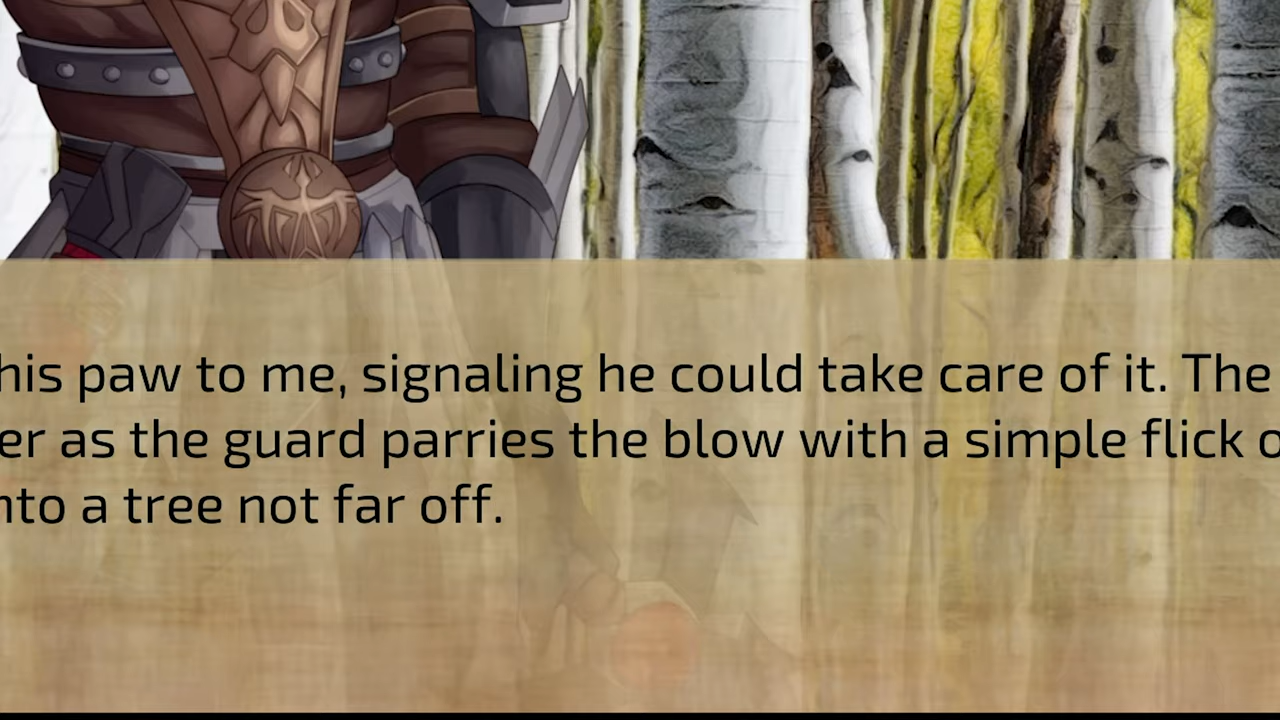 his paw to me, signaling he could take care of it. The
er as the guard parries the blow with a simple flick
to a tree not far off.